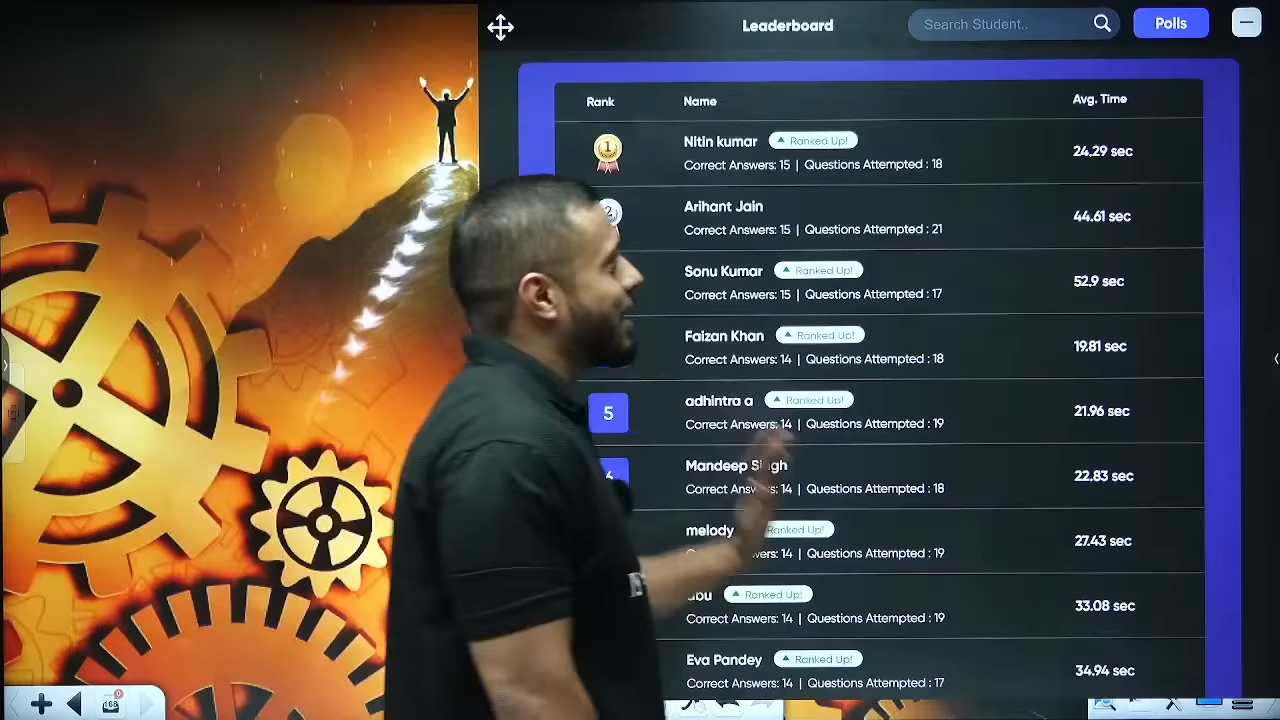 Leaderboard
Search Student..
Polls
Rank Name Avg. Time
1 Nitin kumar Ranked Up! 24.29 sec
Correct Answers: 15 | Questions Attempted : 18
2 Arihant Jain 44.61 sec
Correct Answers: 15 | Questions Attempted : 21
Sonu Kumar Ranked Up! 52.9 sec
Correct Answers: 15 | Questions Attempted : 17
Faizan Khan Ranked Up! 19.81 sec
Correct Answers: 14 | Questions Attempted : 18
5 adhintra a Ranked Up! 21.96 sec
Correct Answers: 14 | Questions Attempted : 19
Mandeep 22.83 sec
Correct Answers: 14 | Questions Attempted : 18
melody Ranked Up! 27.43 sec
Answers: 14 | Questions Attempted : 19
Ranked Up! 33.08 sec
Correct Answers: 14 | Questions Attempted : 19
Eva Pandey Ranked Up! 34.94 sec
Correct Answers: 14 | Questions Attempted : 17
168